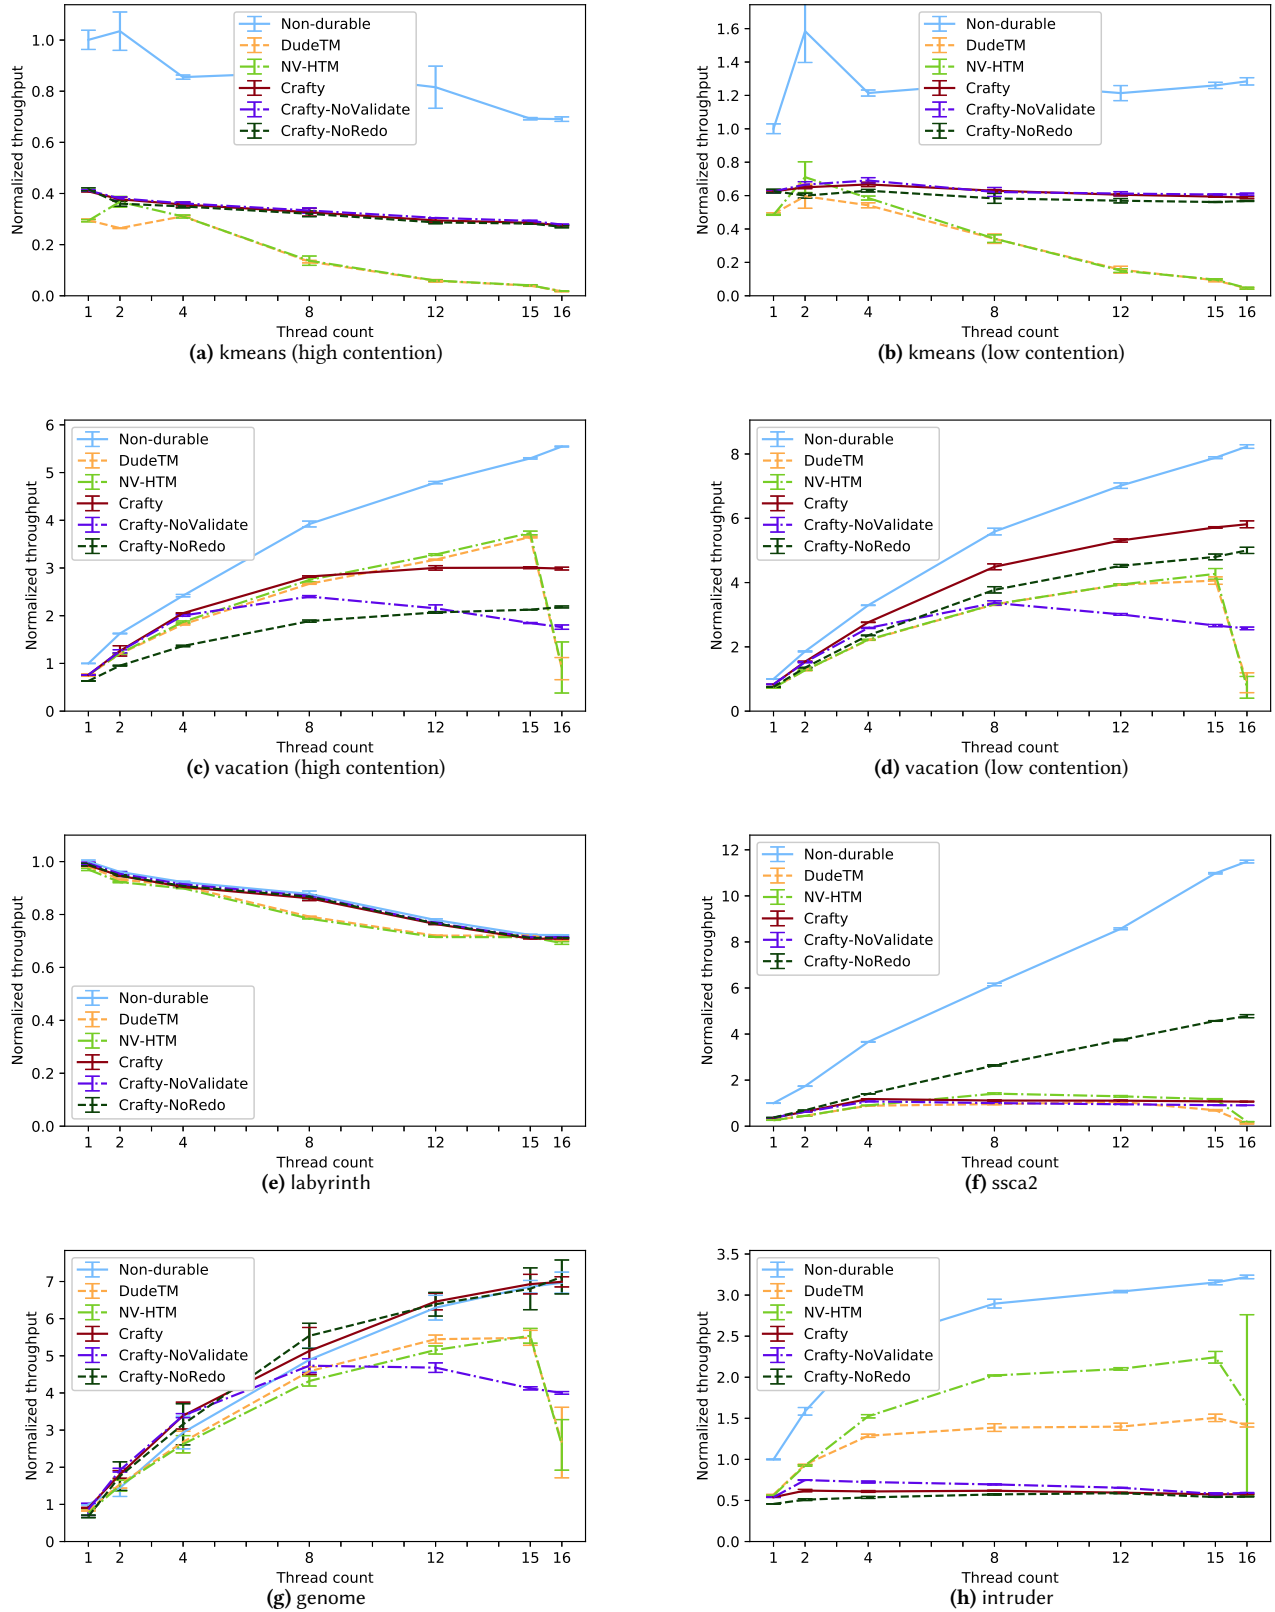 1.0
0.8
0.6
0.4
0.2
0.0
Normalized throughput
Non-durable
DudeTM
NV-HTM
Crafty
Crafty-NoValidate
Crafty-NoRedo
1 2 4 8 12 15 16
Thread count
(a) kmeans (high contention)
1.6
1.4
1.2
1.0
0.8
0.6
0.4
0.2
0.0
Normalized throughput
Non-durable
DudeTM
NV-HTM
Crafty
Crafty-NoValidate
Crafty-NoRedo
1 2 4 8 12 15 16
Thread count
(b) kmeans (low contention)
6
5
4
3
2
1
0
Normalized throughput
Non-durable
DudeTM
NV-HTM
Crafty
Crafty-NoValidate
Crafty-NoRedo
1 2 4 8 12 15 16
Thread count
(c) vacation (high contention)
8
6
4
2
0
Normalized throughput
Non-durable
DudeTM
NV-HTM
Crafty
Crafty-NoValidate
Crafty-NoRedo
1 2 4 8 12 15 16
Thread count
(d) vacation (low contention)
1.0
0.8
0.6
0.4
0.2
0.0
Normalized throughput
Non-durable
DudeTM
NV-HTM
Crafty
Crafty-NoValidate
Crafty-NoRedo
1 2 4 8 12 15 16
Thread count
(e) labyrinth
12
10
8
6
4
2
0
Normalized throughput
Non-durable
DudeTM
NV-HTM
Crafty
Crafty-NoValidate
Crafty-NoRedo
1 2 4 8 12 15 16
Thread count
(f) ssca2
7
6
5
4
3
2
1
0
Normalized throughput
Non-durable
DudeTM
NV-HTM
Crafty
Crafty-NoValidate
Crafty-NoRedo
1 2 4 8 12 15 16
Thread count
(g) genome
3.5
3.0
2.5
2.0
1.5
1.0
0.5
0.0
Normalized throughput
Non-durable
DudeTM
NV-HTM
Crafty
Crafty-NoValidate
Crafty-NoRedo
1 2 4 8 12 15 16
Thread count
(h) intruder